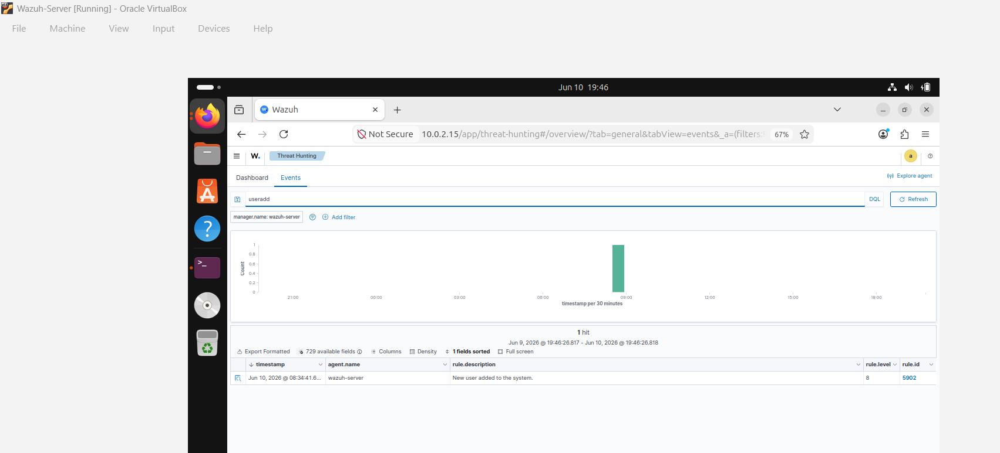 Wazuh-Server [Running] - Oracle VirtualBox
File Machine View Input Devices Help
Jun 10 19:46
Wazuh
Not Secure 10.0.2.15/app/threat-hunting#/overview/?tab=general&tabView=events&_a=(filters: 67%
W. Threat Hunting a
Dashboard Events Explore agent
useradd DQL Refresh
manager.name: wazuh-server Add filter
1
0.8
0.6
0.4
0.2
0
Count
21:00 00:00 03:00 06:00 09:00 12:00 15:00 18:00
timestamp per 30 minutes
1 hit
Jun 9, 2026 @ 19:46:26.817 - Jun 10, 2026 @ 19:46:26.818
Export Formatted 729 available fields Columns Density 1 fields sorted Full screen
timestamp agent.name rule.description rule.level rule.id
Jun 10, 2026 @ 08:34:41.6... wazuh-server New user added to the system. 8 5902